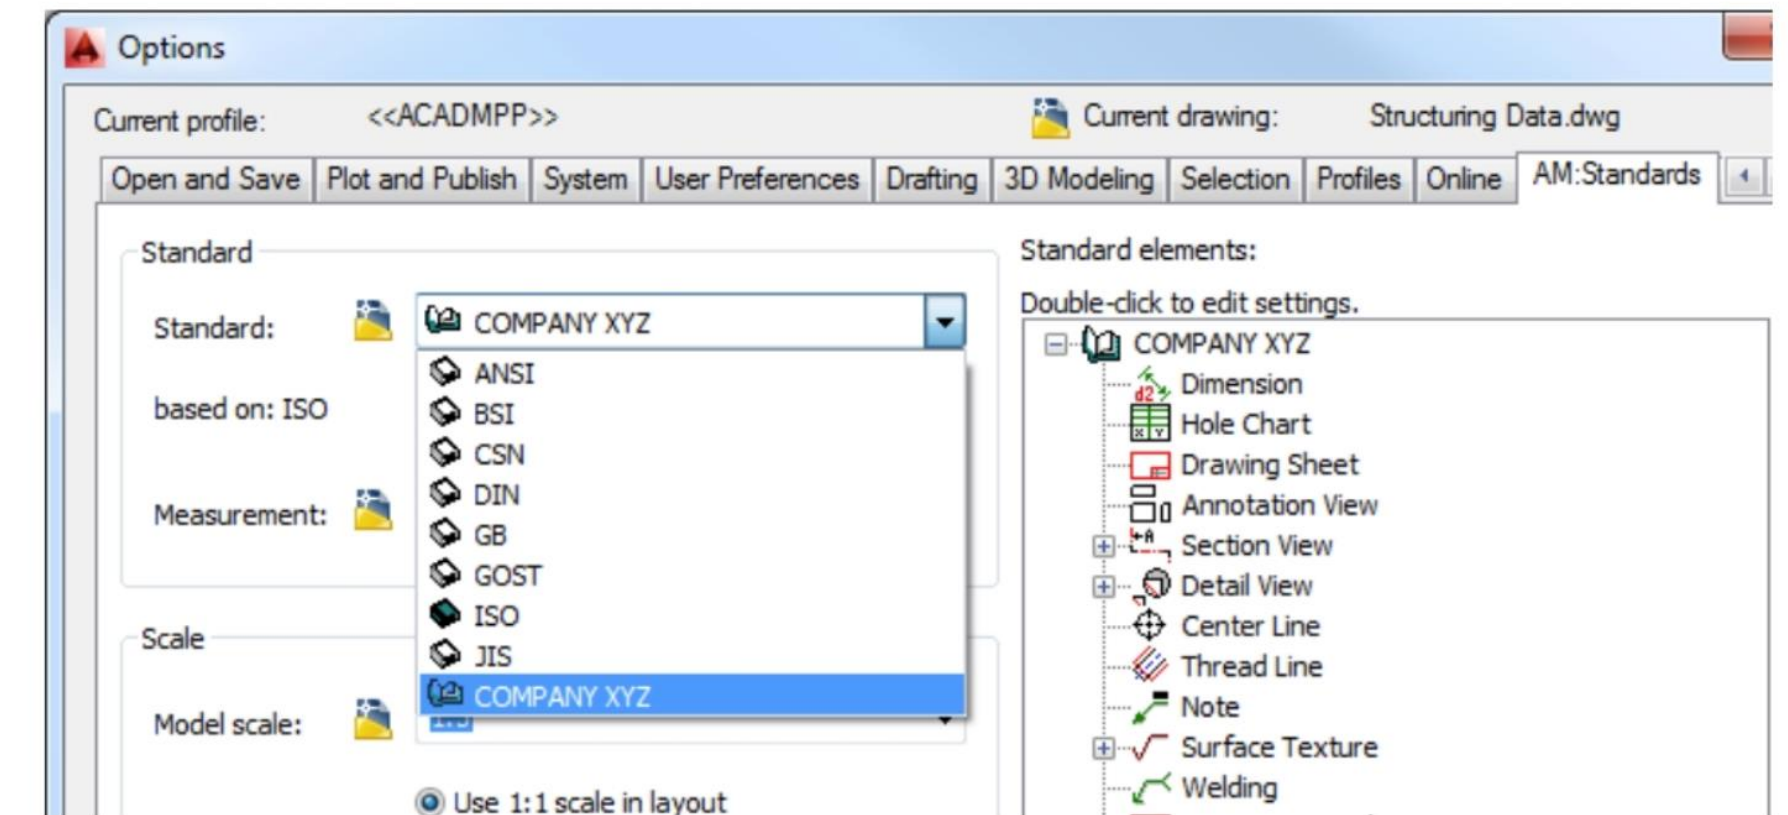 Options
Current profile: <<ACADMPP>> Current drawing: Structuring Data.dwg
Open and Save Plot and Publish System User Preferences Drafting 3D Modeling Selection Profiles Online AM:Standards
Standard
Standard: COMPANY XYZ
ANSI
BSI
based on: ISO
CSN
DIN
Measurement:
GB
GOST
ISO
JIS
COMPANY XYZ
Scale
Model scale:
Use 1:1 scale in layout
Standard elements:
Double-click to edit settings.
COMPANY XYZ
Dimension
d2
Hole Chart
X Y
Drawing Sheet
Annotation View
A
Section View
Detail View
Center Line
Thread Line
Note
Surface Texture
Welding